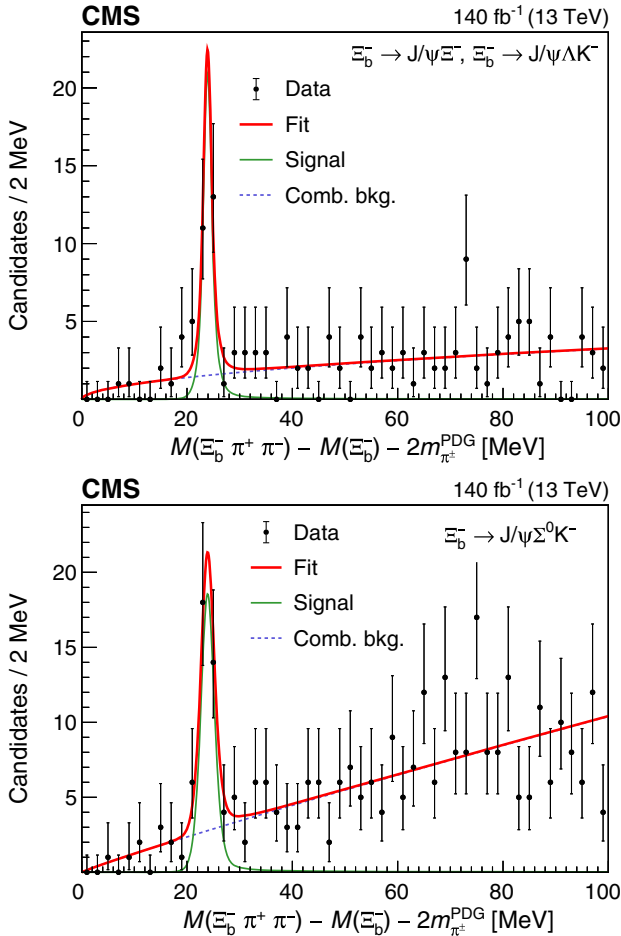 CMS 140 fb⁻¹ (13 TeV)
Ξb⁻ → J/ψΞ⁻, Ξb⁻ → J/ψΛK⁻
Data
Fit
Signal
Comb. bkg.
Candidates / 2 MeV
20
15
10
5
0 20 40 60 80 100
M(Ξb⁻ π⁺ π⁻) − M(Ξb⁻) − 2mπ±^PDG [MeV]
CMS 140 fb⁻¹ (13 TeV)
Ξb⁻ → J/ψΣ⁰K⁻
Data
Fit
Signal
Comb. bkg.
Candidates / 2 MeV
20
15
10
5
0 20 40 60 80 100
M(Ξb⁻ π⁺ π⁻) − M(Ξb⁻) − 2mπ±^PDG [MeV]